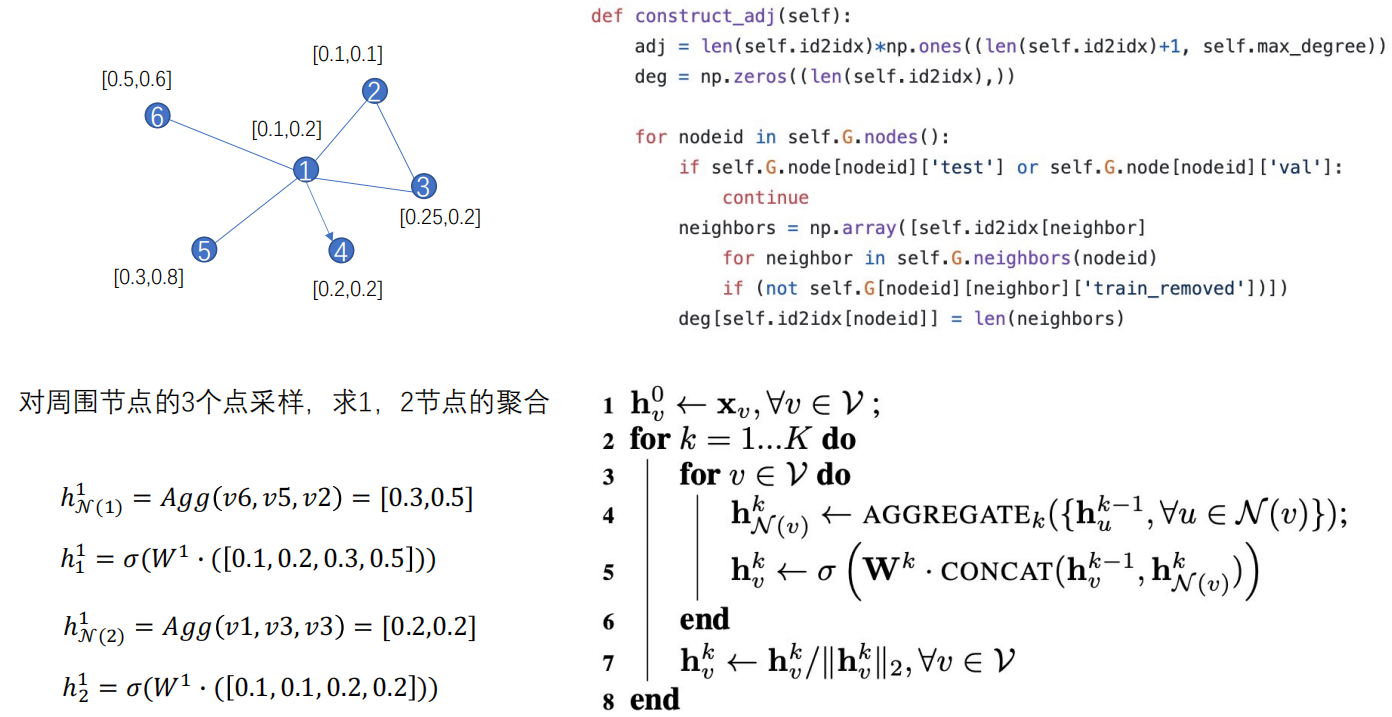 [0.1,0.1]
[0.5,0.6]
2
6
[0.1,0.2]
1
3
[0.25,0.2]
5
4
[0.3,0.8]
[0.2,0.2]
def construct_adj(self):
    adj = len(self.id2idx)*np.ones((len(self.id2idx)+1, self.max_degree))
    deg = np.zeros((len(self.id2idx),))
    for nodeid in self.G.nodes():
        if self.G.node[nodeid]['test'] or self.G.node[nodeid]['val']:
            continue
        neighbors = np.array([self.id2idx[neighbor]
            for neighbor in self.G.neighbors(nodeid)
            if (not self.G[nodeid][neighbor]['train_removed'])])
        deg[self.id2idx[nodeid]] = len(neighbors)
对周围节点的3个点采样，求1，2节点的聚合
$h^1_{\mathcal{N}(1)} = Agg(v6, v5, v2) = [0.3,0.5]$
$h^1_1 = \sigma(W^1 \cdot ([0.1, 0.2, 0.3, 0.5]))$
$h^1_{\mathcal{N}(2)} = Agg(v1, v3, v3) = [0.2,0.2]$
$h^1_2 = \sigma(W^1 \cdot ([0.1, 0.1, 0.2, 0.2]))$
1 $\mathbf{h}^0_v \leftarrow \mathbf{x}_v, \forall v \in \mathcal{V}$ ;
2 for $k = 1...K$ do
3 for $v \in \mathcal{V}$ do
4 $\mathbf{h}^k_{\mathcal{N}(v)} \leftarrow \text{AGGREGATE}_k(\{\mathbf{h}^{k-1}_u, \forall u \in \mathcal{N}(v)\});$
5 $\mathbf{h}^k_v \leftarrow \sigma\left(\mathbf{W}^k \cdot \text{CONCAT}(\mathbf{h}^{k-1}_v, \mathbf{h}^k_{\mathcal{N}(v)})\right)$
6 end
7 $\mathbf{h}^k_v \leftarrow \mathbf{h}^k_v / \|\mathbf{h}^k_v\|_2, \forall v \in \mathcal{V}$
8 end